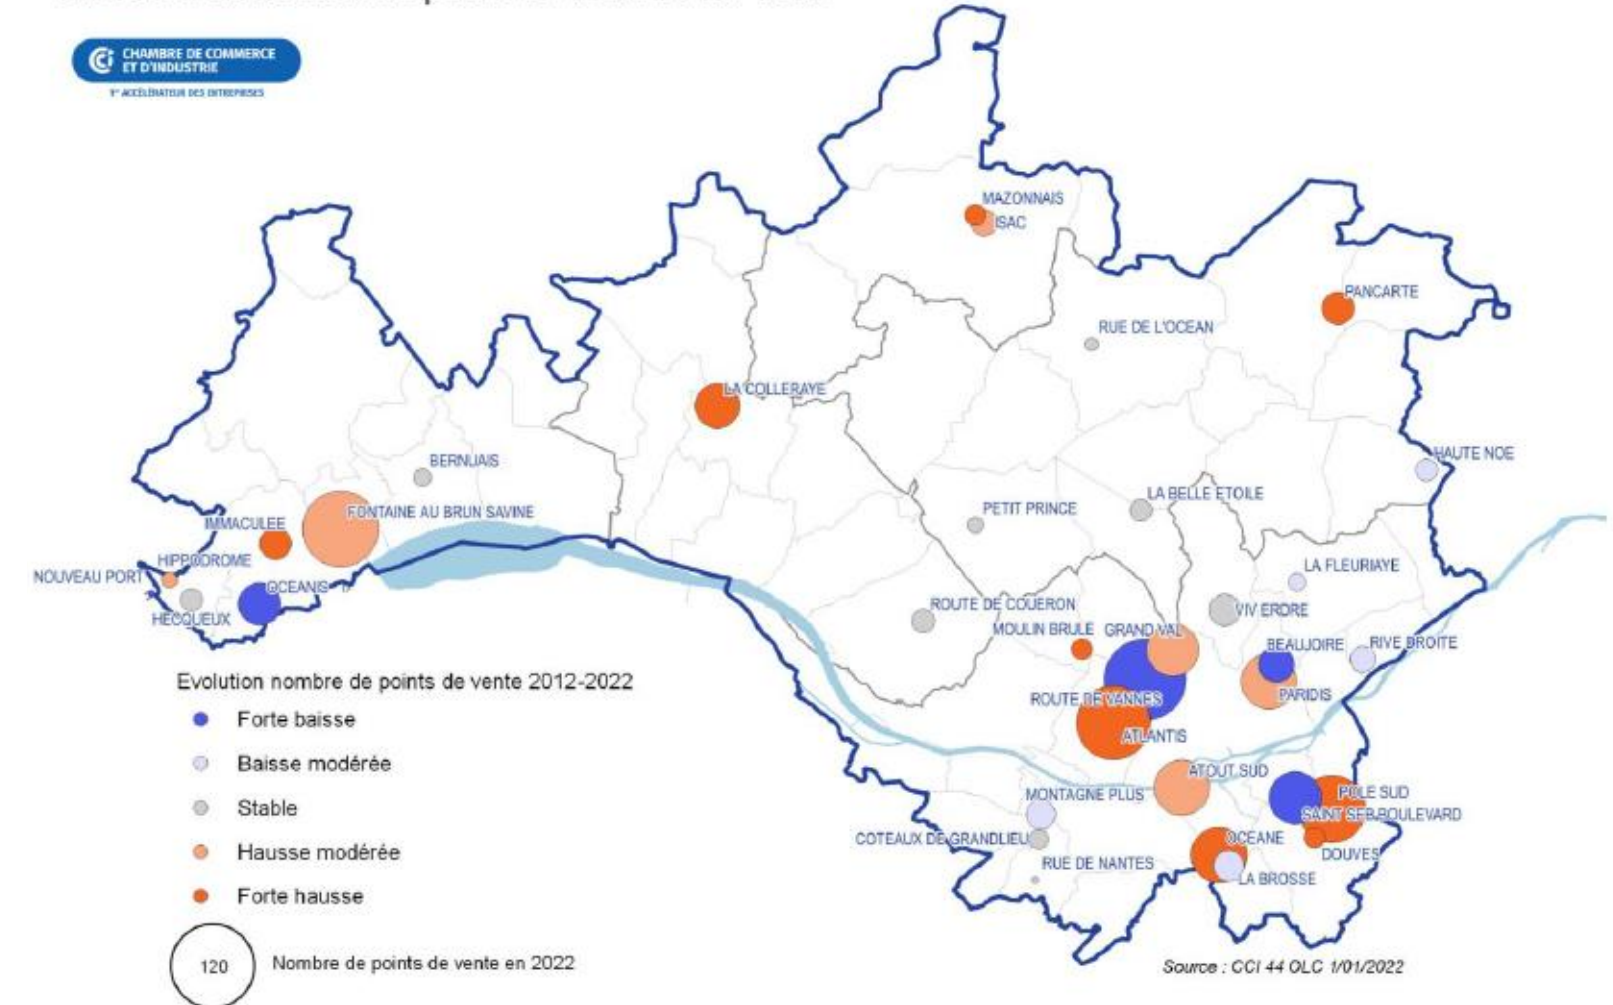 CHAMBRE DE COMMERCE
ET D'INDUSTRIE
1er ACCÉLÉRATEUR DES ENTREPRISES
MAZONNAIS
ISAC
PANCARTE
RUE DE L'OCEAN
LA COLLERAYE
HAUTE NOE
BERNUAIS
LA BELLE ETOILE
PETIT PRINCE
FONTAINE AU BRUN SAVINE
IMMACULEE
HIPPODROME
LA FLEURIAYE
NOUVEAU PORT
OCEANIS
ROUTE DE COUERON
VIV ERDRE
HECQUEUX
MOULIN BRULE
GRAND VAL
BEAUJOIRE
RIVE DROITE
ROUTE DE VANNES
PARIDIS
ATLANTIS
ATOUT SUD
MONTAGNE PLUS
POLE SUD
SAINT SEB.BOULEVARD
COTEAUX DE GRANDLIEU
OCEANE
DOUVES
RUE DE NANTES
LA BROSSE
Evolution nombre de points de vente 2012-2022
Forte baisse
Baisse modérée
Stable
Hausse modérée
Forte hausse
120
Nombre de points de vente en 2022
Source : CCI 44 OLC 1/01/2022